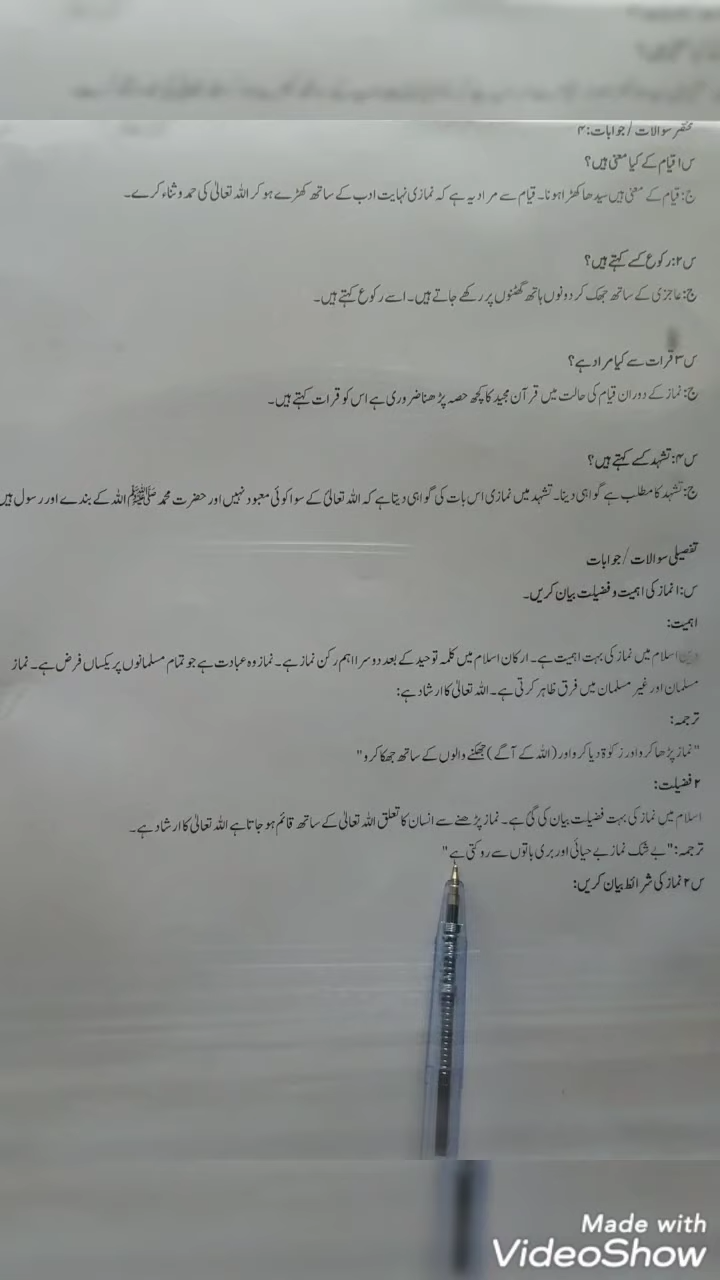 مختصر سوالات / جوابات: ۴
س۱ قیام کے کیا معنی ہیں؟
ج: قیام کے معنی ہیں سیدھا کھڑا ہونا۔ قیام سے مراد یہ ہے کہ نمازی نہایت ادب کے ساتھ کھڑے ہو کر اللہ تعالیٰ کی حمد و ثناء کرے۔
س۲: رکوع کسے کہتے ہیں؟
ج: عاجزی کے ساتھ جھک کر دونوں ہاتھ گھٹنوں پر رکھے جاتے ہیں۔ اسے رکوع کہتے ہیں۔
س۳ قرات سے کیا مراد ہے؟
ج: نماز کے دوران قیام کی حالت میں قرآن مجید کا کچھ حصہ پڑھنا ضروری ہے اس کو قرات کہتے ہیں۔
س۴: تشہد کسے کہتے ہیں؟
ج: تشہد کا مطلب ہے گواہی دینا۔ تشہد میں نمازی اس بات کی گواہی دیتا ہے کہ اللہ تعالیٰ کے سوا کوئی معبود نہیں اور حضرت محمد ﷺ اللہ کے بندے اور رسول ہیں
تفصیلی سوالات / جوابات
س:۱ نماز کی اہمیت و فضیلت بیان کریں۔
اہمیت:
دین اسلام میں نماز کی بہت اہمیت ہے۔ ارکان اسلام میں کلمہ توحید کے بعد دوسرا اہم رکن نماز ہے۔ نماز وہ عبادت ہے جو تمام مسلمانوں پر یکساں فرض ہے۔ نماز
مسلمان اور غیر مسلمان میں فرق ظاہر کرتی ہے۔ اللہ تعالیٰ کا ارشاد ہے:
ترجمہ:
"نماز پڑھا کرو اور زکوٰۃ دیا کرو اور (اللہ کے آگے) جھکنے والوں کے ساتھ جھکا کرو"
۲ فضیلت:
اسلام میں نماز کی بہت فضیلت بیان کی گئ ہے۔ نماز پڑھنے سے انسان کا تعلق اللہ تعالیٰ کے ساتھ قائم ہو جاتا ہے اللہ تعالیٰ کا ارشاد ہے۔
ترجمہ: "بے شک نماز بے حیائی اور بری باتوں سے روکتی ہے"
س۲ نماز کی شرائط بیان کریں:
Made with
VideoShow